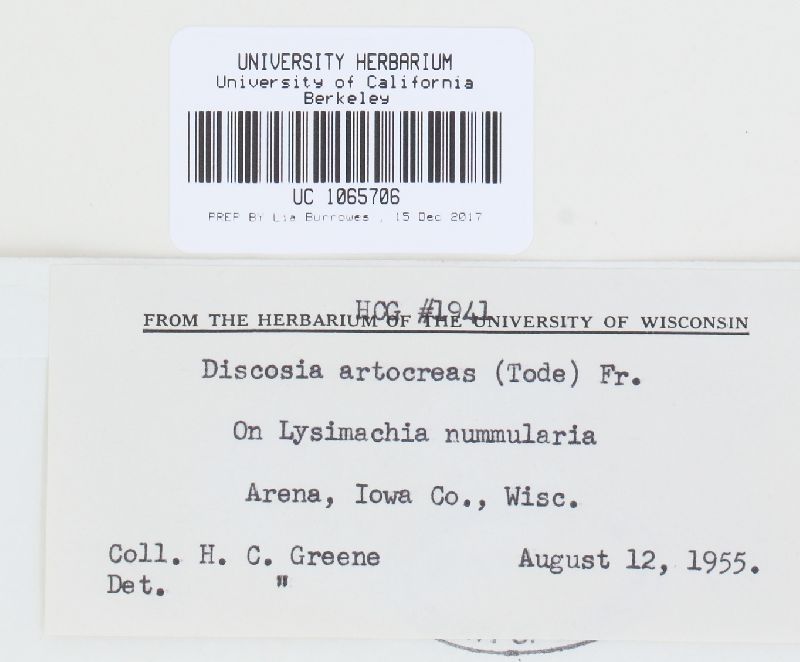 UNIVERSITY HERBARIUM
University of California
Berkeley
UC 1065706
PREP BY Lia Burrowes , 15 Dec 2017
HCG #1941
FROM THE HERBARIUM OF THE UNIVERSITY OF WISCONSIN
Discosia artocreas (Tode) Fr.
On Lysimachia nummularia
Arena, Iowa Co., Wisc.
Coll. H. C. Greene August 12, 1955.
Det. "